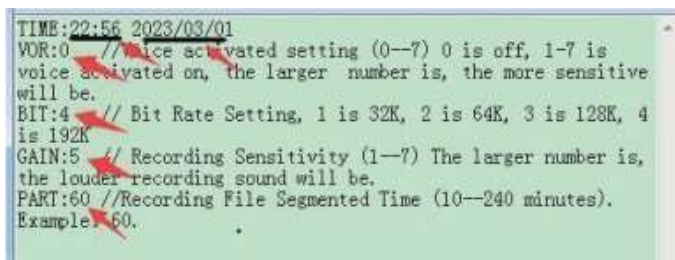 TIME:22:56 2023/03/01
VOR:0 //Voice activated setting (0--7) 0 is off, 1-7 is
voice activated on, the larger number is, the more sensitive
will be.
BIT:4 // Bit Rate Setting, 1 is 32K, 2 is 64K, 3 is 128K, 4
is 192K
GAIN:5 // Recording Sensitivity (1--7) The larger number is,
the louder recording sound will be.
PART:60 //Recording File Segmented Time (10--240 minutes).
Example 60.